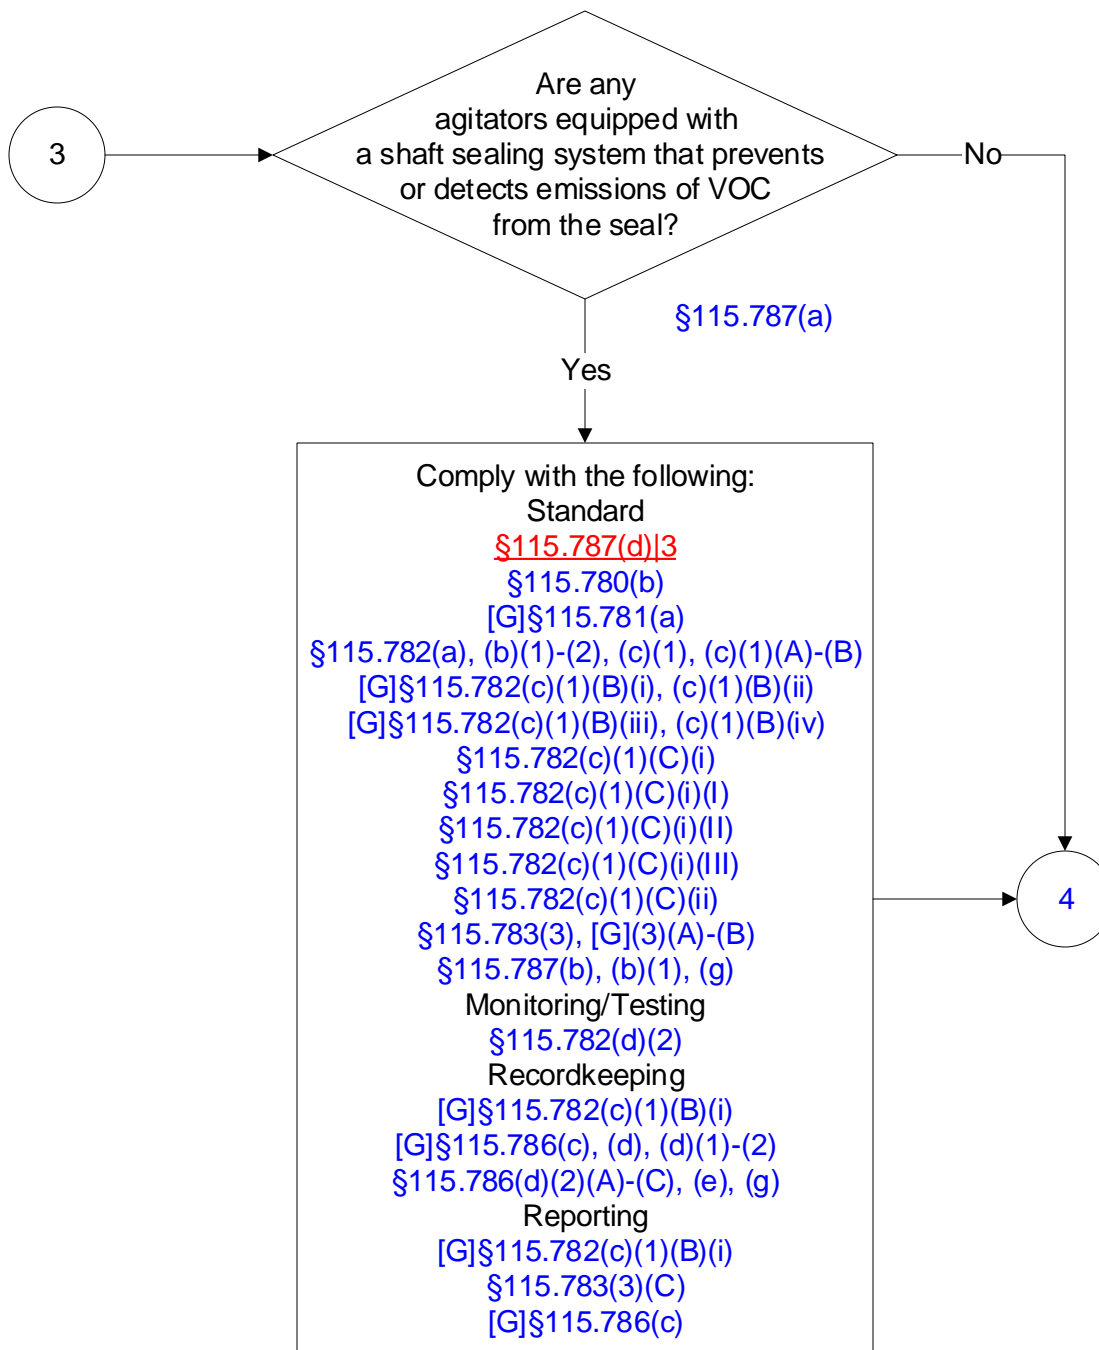 3
Are any
agitators equipped with
a shaft sealing system that prevents
or detects emissions of VOC
from the seal?
No
§115.787(a)
Yes
Comply with the following:
Standard
§115.787(d)|3
§115.780(b)
[G]§115.781(a)
§115.782(a), (b)(1)-(2), (c)(1), (c)(1)(A)-(B)
[G]§115.782(c)(1)(B)(i), (c)(1)(B)(ii)
[G]§115.782(c)(1)(B)(iii), (c)(1)(B)(iv)
§115.782(c)(1)(C)(i)
§115.782(c)(1)(C)(i)(I)
§115.782(c)(1)(C)(i)(II)
§115.782(c)(1)(C)(i)(III)
§115.782(c)(1)(C)(ii)
§115.783(3), [G](3)(A)-(B)
§115.787(b), (b)(1), (g)
Monitoring/Testing
§115.782(d)(2)
Recordkeeping
[G]§115.782(c)(1)(B)(i)
[G]§115.786(c), (d), (d)(1)-(2)
§115.786(d)(2)(A)-(C), (e), (g)
Reporting
[G]§115.782(c)(1)(B)(i)
§115.783(3)(C)
[G]§115.786(c)
4